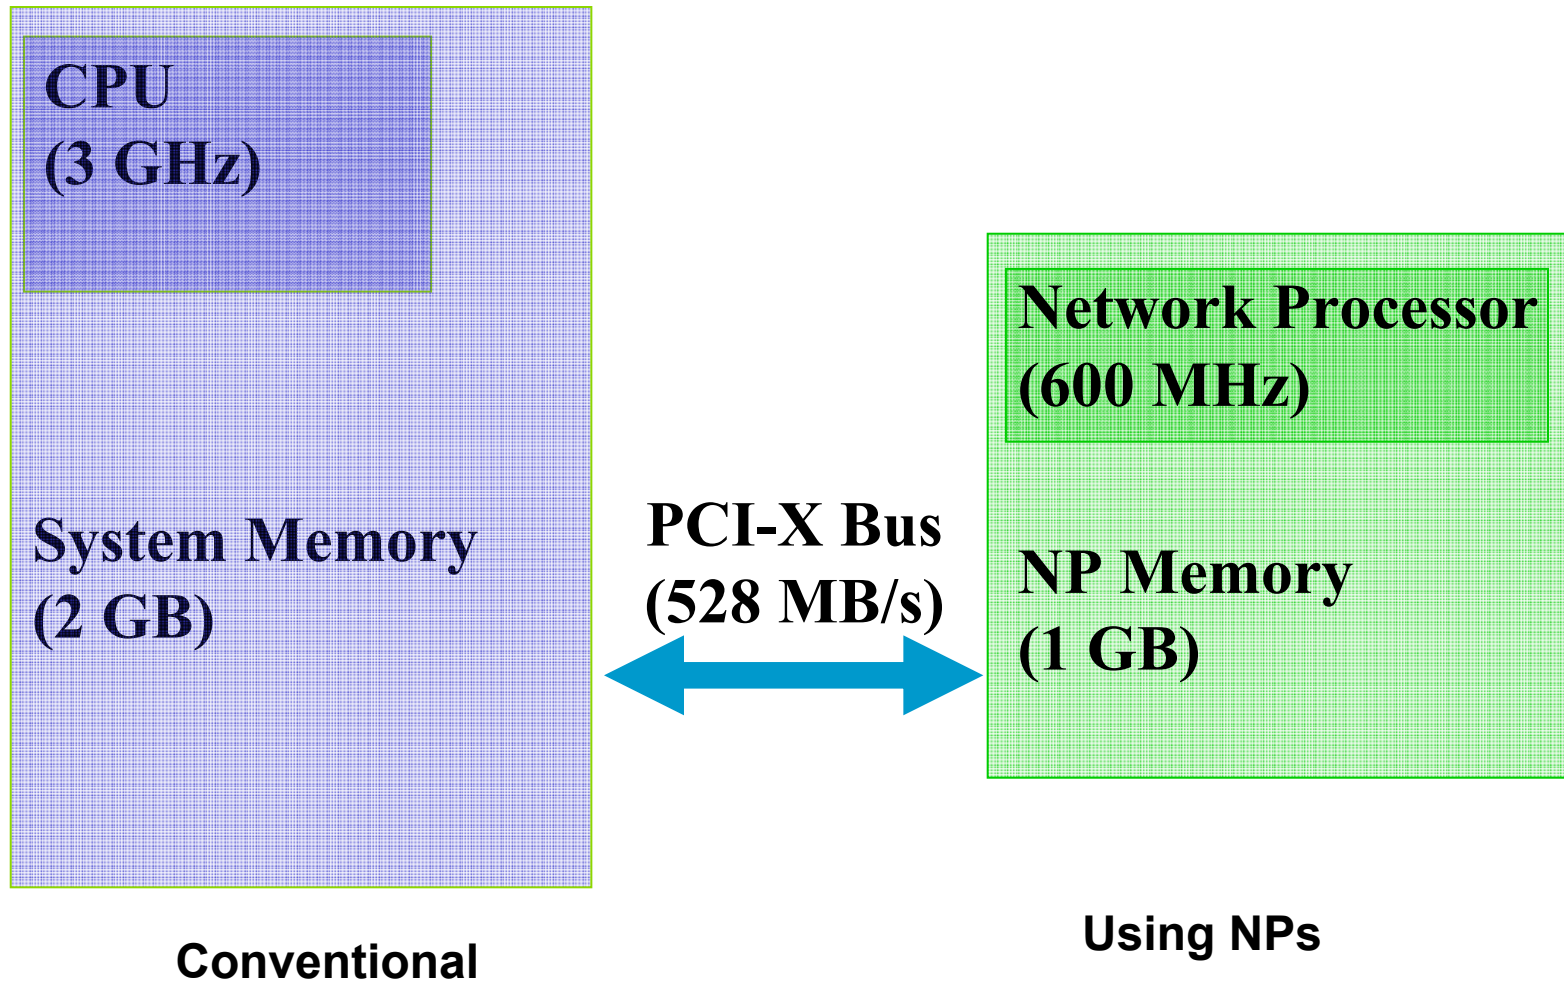 CPU
(3 GHz)
System Memory
(2 GB)
PCI-X Bus
(528 MB/s)
Network Processor
(600 MHz)
NP Memory
(1 GB)
Conventional
Using NPs